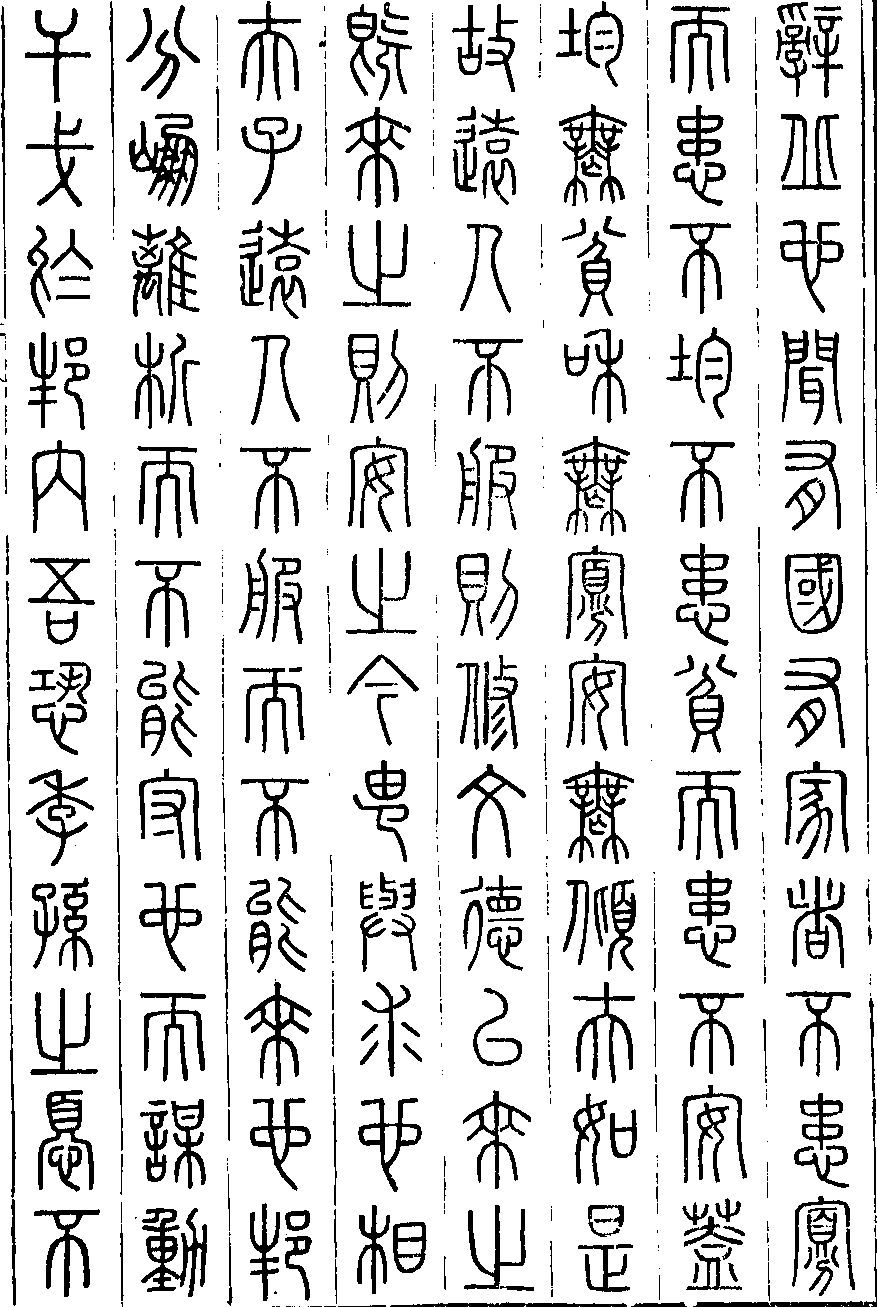 辭丘也聞有國有家者不患寡
而患不均不患貧而患不安蓋
均無貧和無寡安無傾夫如是
故遠人不服則修文德以來之
既來之則安之今由與求也相
夫子遠人不服而不能來也邦
分崩離析而不能守也而謀動
干戈於邦內吾恐季孫之憂不